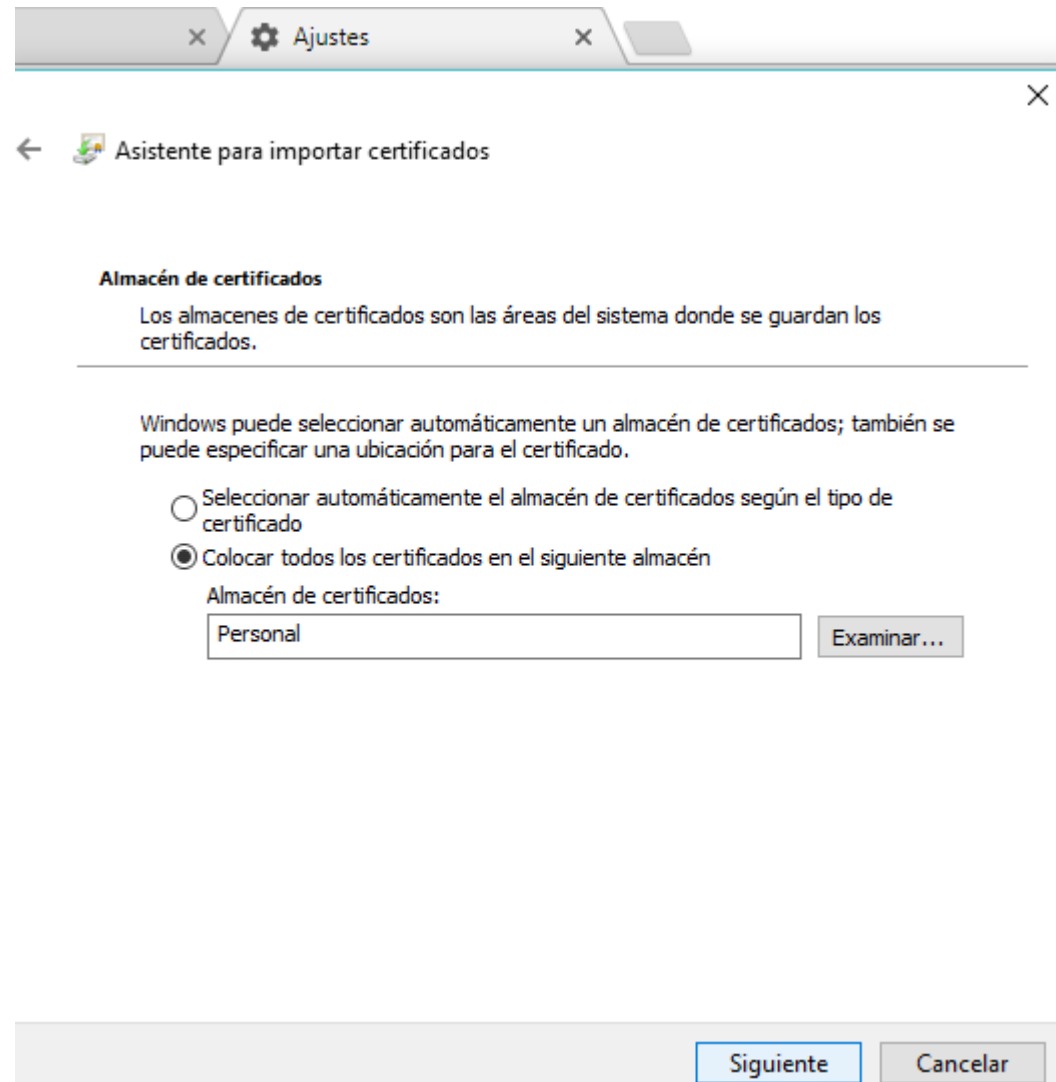 Ajustes
Asistente para importar certificados
Almacén de certificados
Los almacenes de certificados son las áreas del sistema donde se guardan los
certificados.
Windows puede seleccionar automáticamente un almacén de certificados; también se
puede especificar una ubicación para el certificado.
Seleccionar automáticamente el almacén de certificados según el tipo de
certificado
Colocar todos los certificados en el siguiente almacén
Almacén de certificados:
Personal
Examinar...
Siguiente
Cancelar